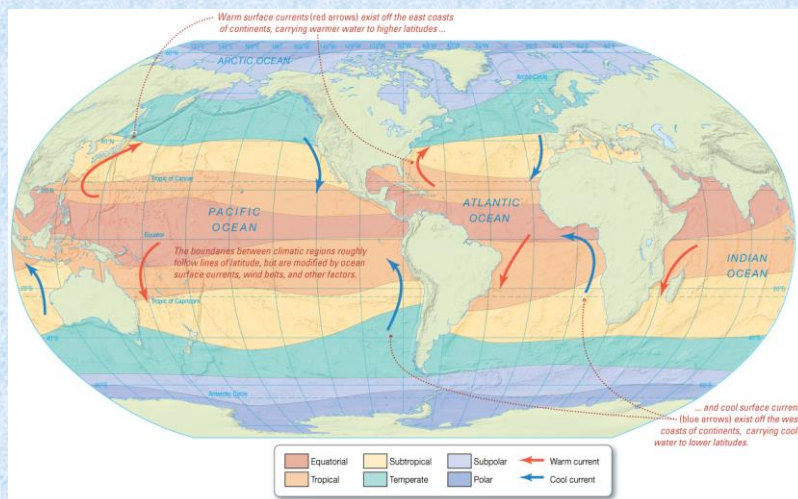 Warm surface currents (red arrows) exist off the east coasts
of continents, carrying warmer water to higher latitudes ...
ARCTIC OCEAN
Arctic Circle
Tropic of Cancer
PACIFIC
OCEAN
ATLANTIC
OCEAN
Equator
The boundaries between climatic regions roughly
follow lines of latitude, but are modified by ocean
surface currents, wind belts, and other factors.
INDIAN
OCEAN
Tropic of Capricorn
Antarctic Circle
... and cool surface curren
(blue arrows) exist off the wes
coasts of continents, carrying cool
water to lower latitudes.
Equatorial
Subtropical
Subpolar
Warm current
Tropical
Temperate
Polar
Cool current